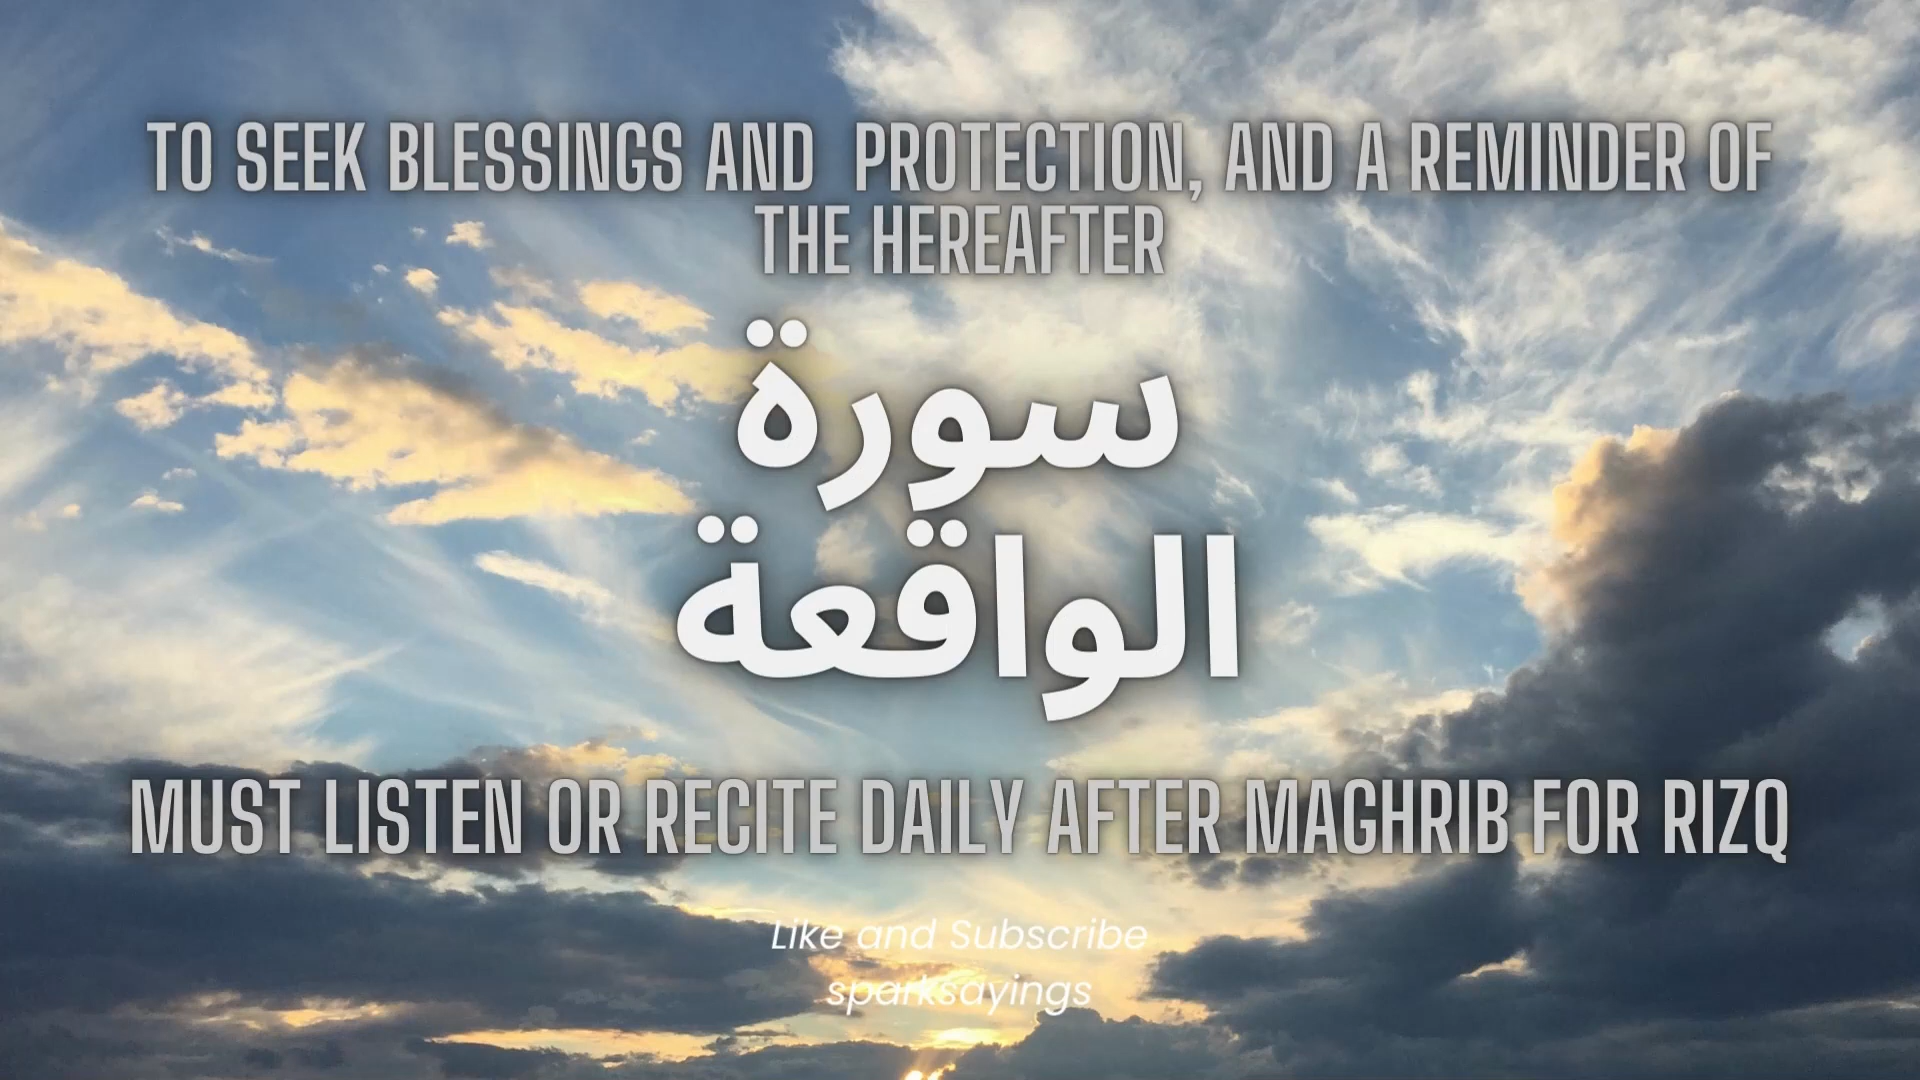 TO SEEK BLESSINGS AND PROTECTION, AND A REMINDER OF
THE HEREAFTER
سورة
الواقعة
MUST LISTEN OR RECITE DAILY AFTER MAGHRIB FOR RIZQ
Like and Subscribe
sparksayings